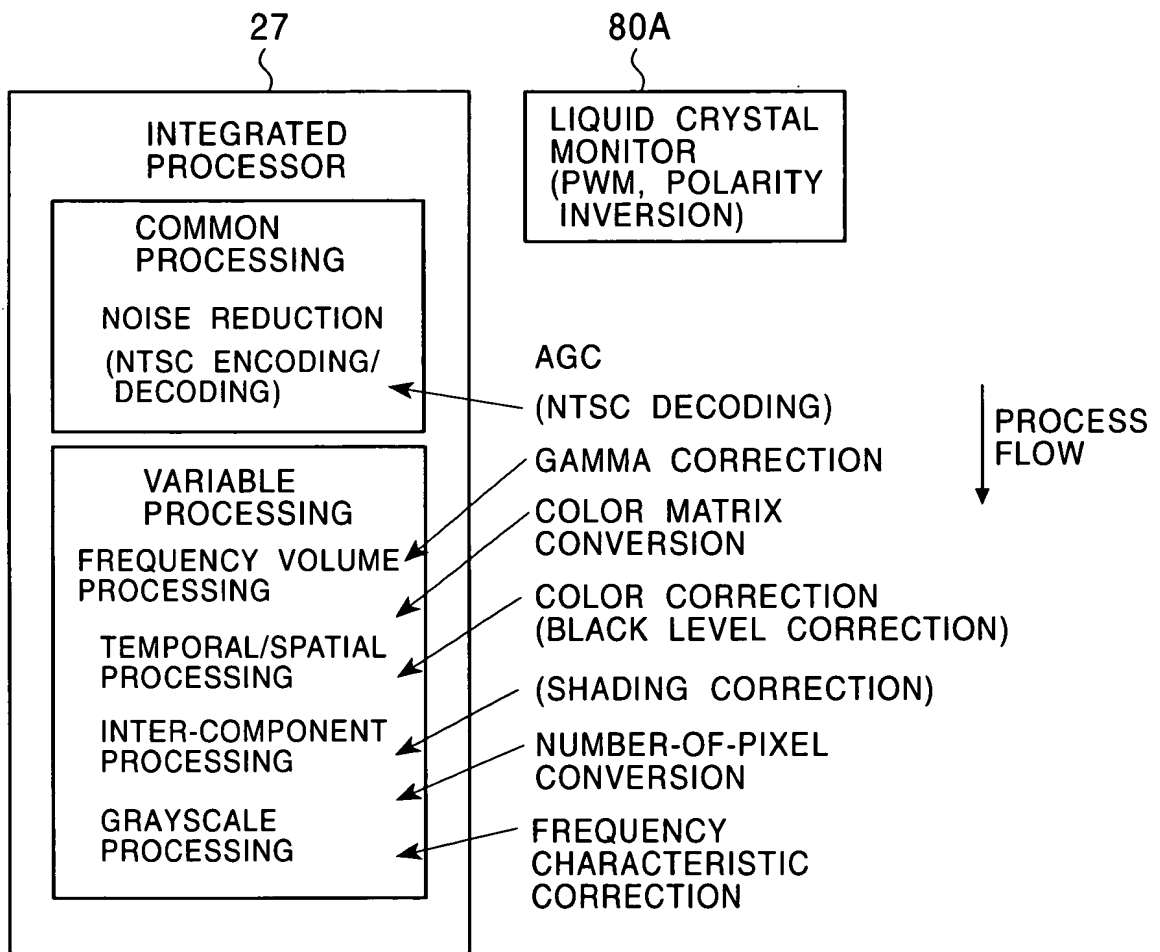 27
80A
INTEGRATED
PROCESSOR
COMMON
PROCESSING
NOISE REDUCTION
(NTSC ENCODING/
DECODING)
VARIABLE
PROCESSING
FREQUENCY VOLUME
PROCESSING
TEMPORAL/SPATIAL
PROCESSING
INTER-COMPONENT
PROCESSING
GRAYSCALE
PROCESSING
LIQUID CRYSTAL
MONITOR
(PWM, POLARITY
INVERSION)
AGC
(NTSC DECODING)
GAMMA CORRECTION
COLOR MATRIX
CONVERSION
COLOR CORRECTION
(BLACK LEVEL CORRECTION)
(SHADING CORRECTION)
NUMBER-OF-PIXEL
CONVERSION
FREQUENCY
CHARACTERISTIC
CORRECTION
PROCESS
FLOW